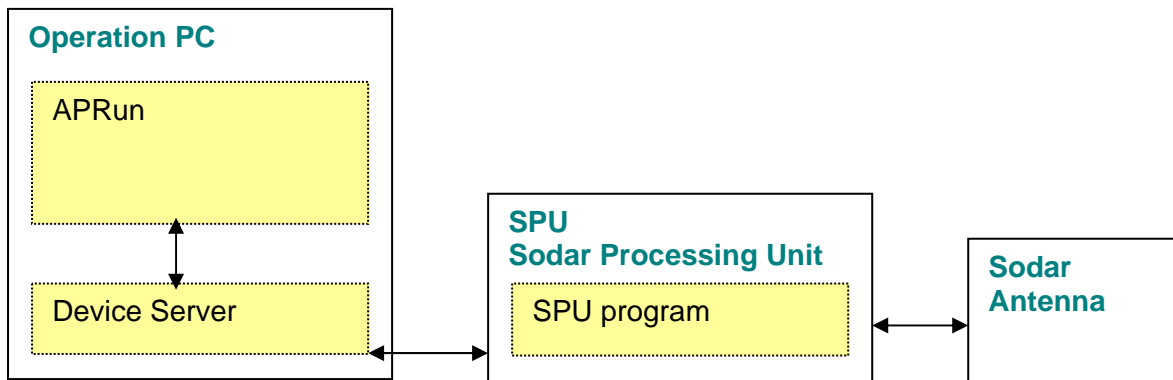 Operation PC
APRun
Device Server
SPU
Sodar Processing Unit
SPU program
Sodar
Antenna